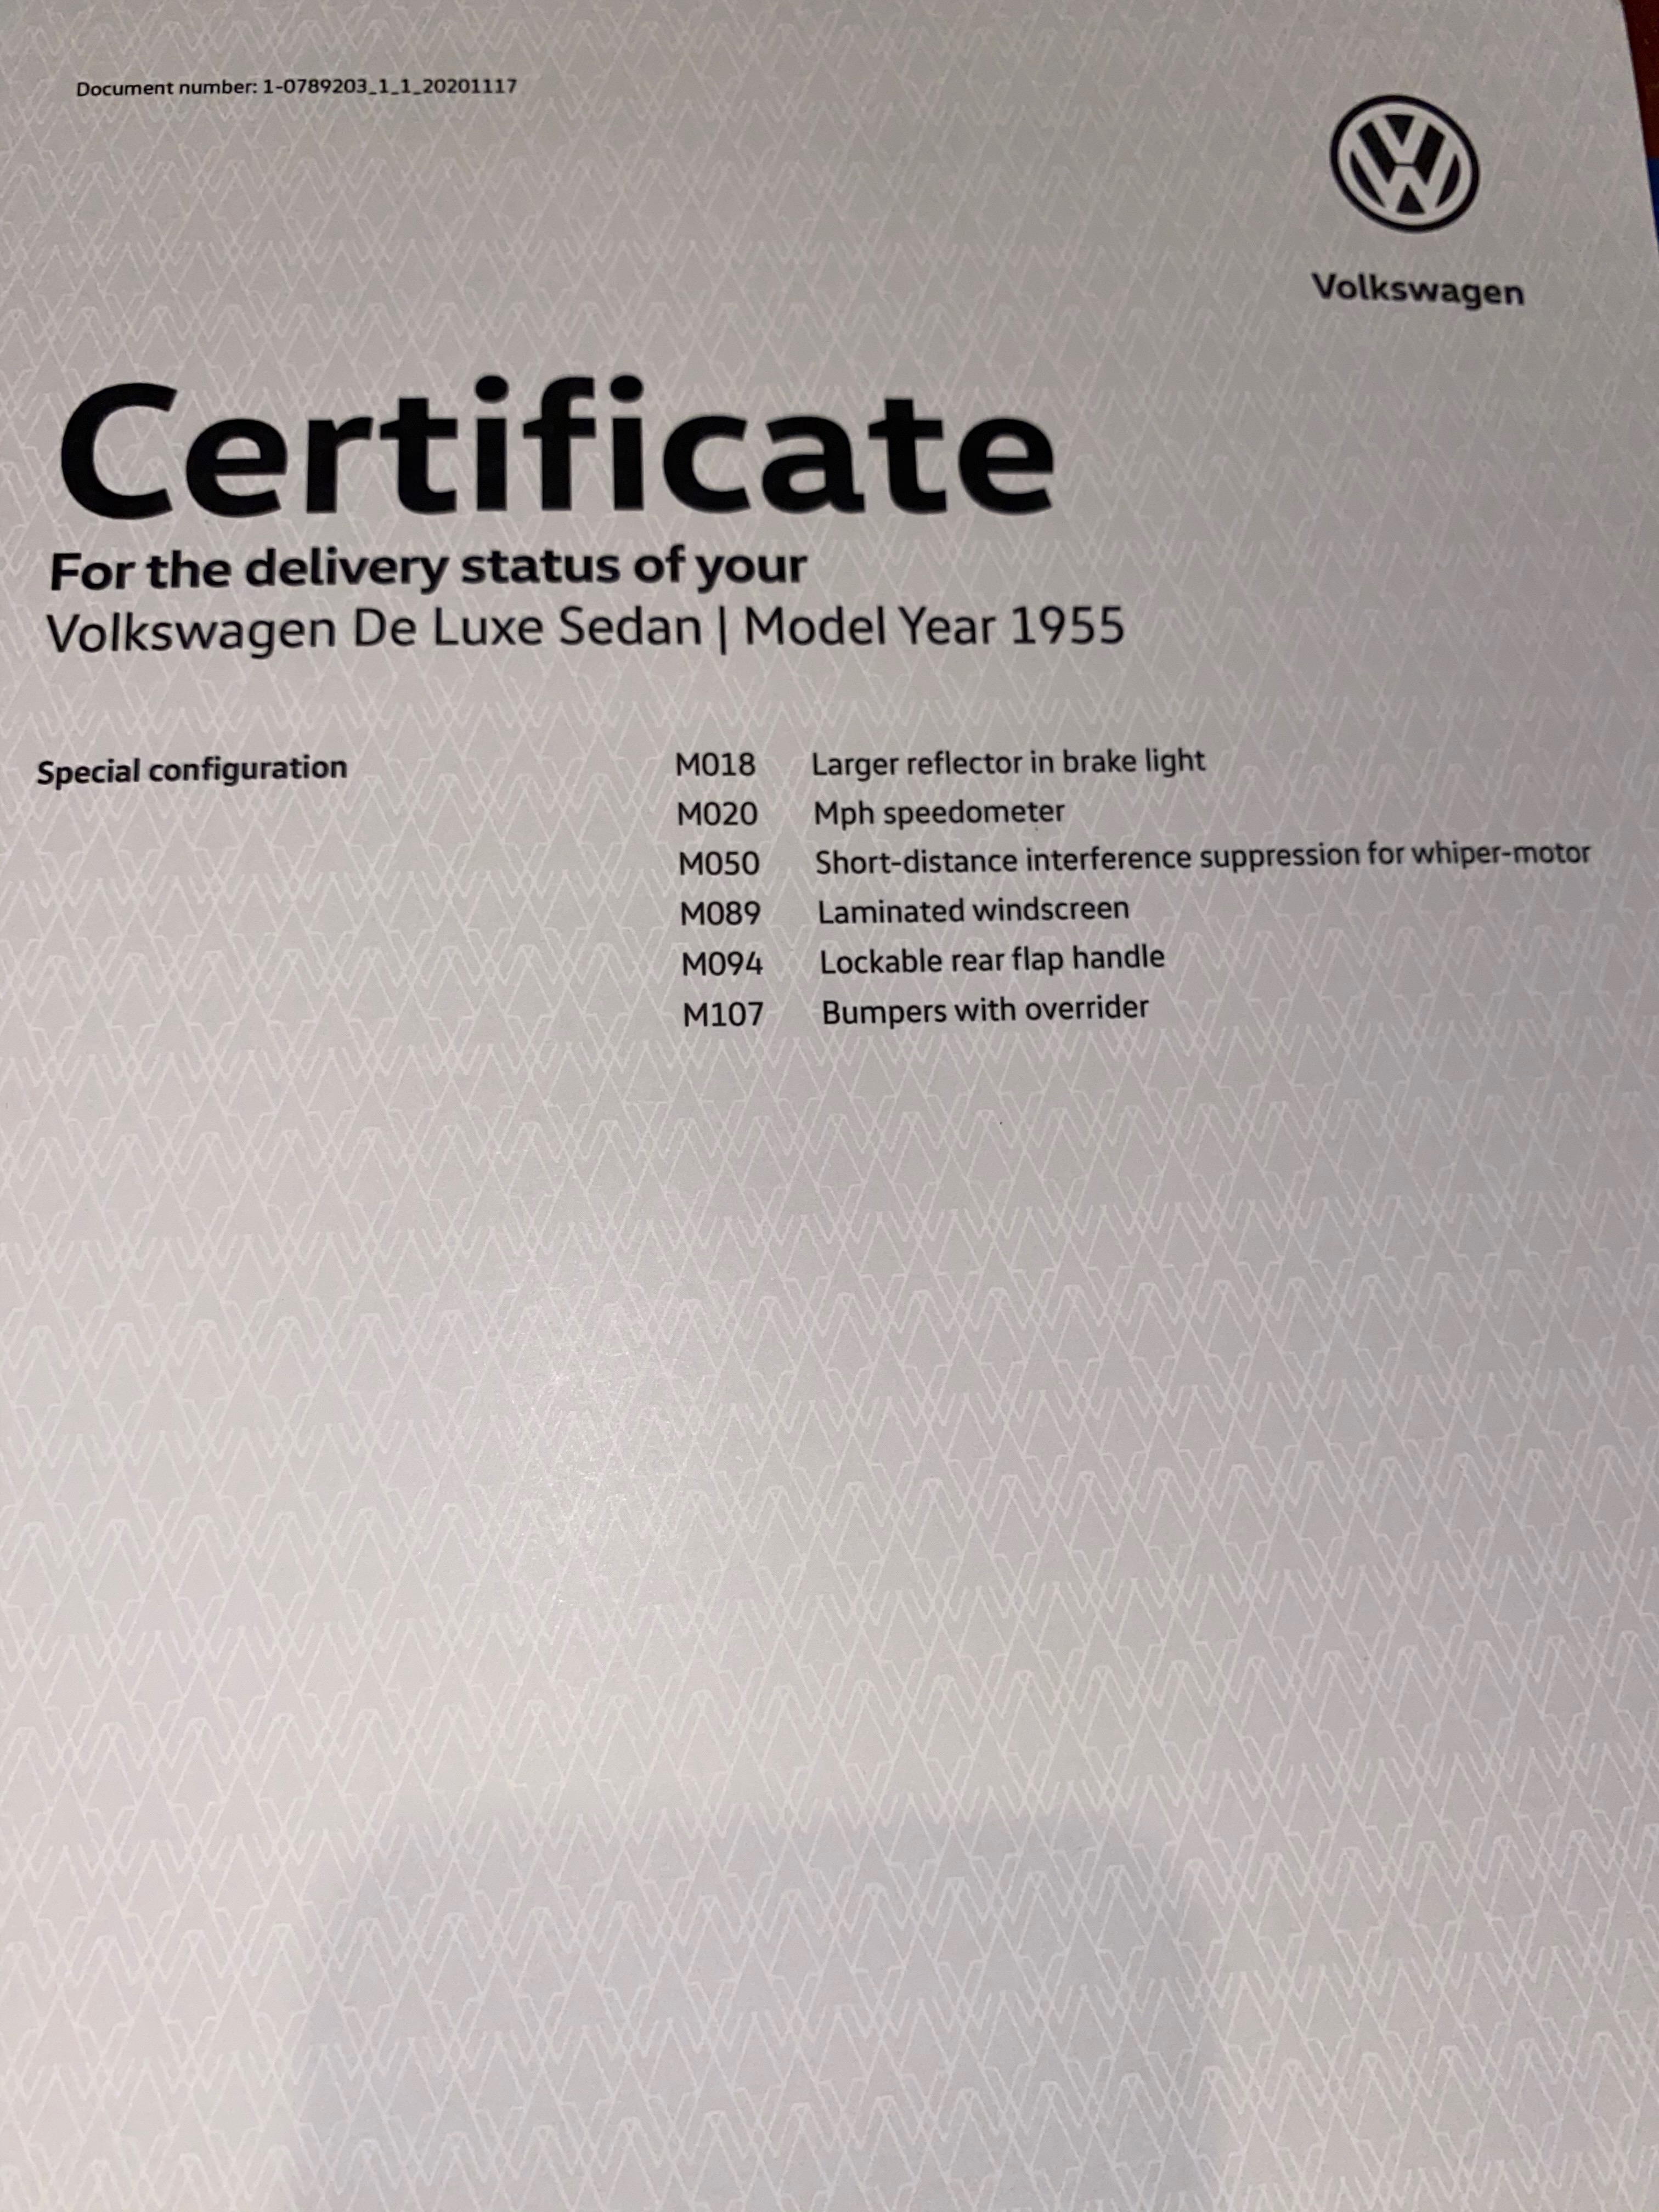 Document number: 1-0789203_1_1_20201117
Volkswagen
Certificate
For the delivery status of your
Volkswagen De Luxe Sedan | Model Year 1955
Special configuration M018 Larger reflector in brake light
M020 Mph speedometer
M050 Short-distance interference suppression for whiper-motor
M089 Laminated windscreen
M094 Lockable rear flap handle
M107 Bumpers with overrider